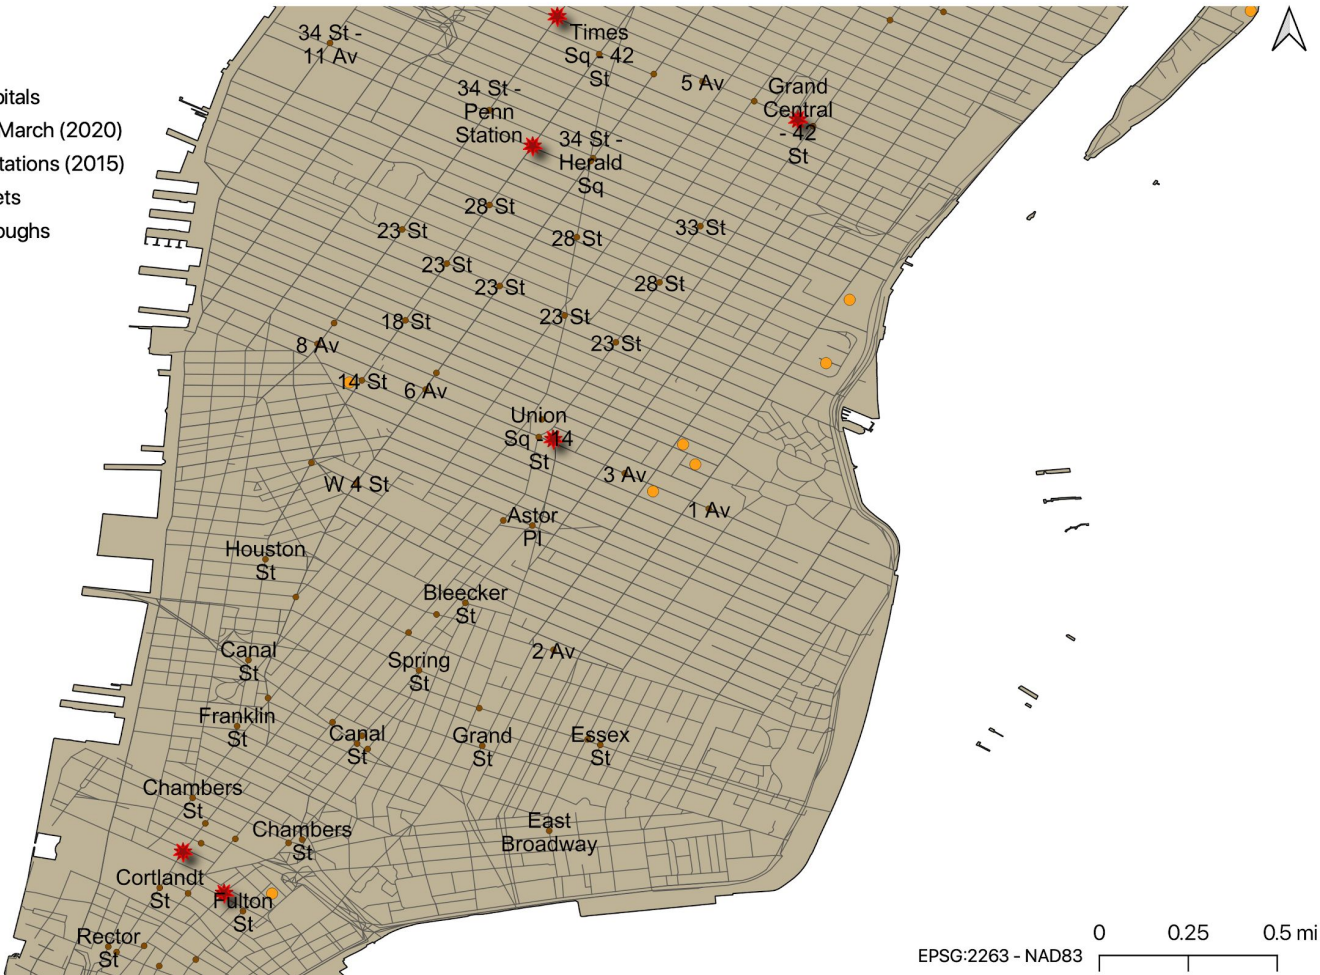 pitals
March (2020)
tations (2015)
ets
oughs
34 St -
11 Av
Times
Sq - 42
St
5 Av
Grand
Central
- 42
St
34 St -
Penn
Station
34 St -
Herald
Sq
28 St
23 St
28 St
33 St
23 St
23 St
28 St
18 St
23 St
23 St
8 Av
14 St
6 Av
Union
Sq - 14
St
3 Av
W 4 St
1 Av
Astor
Pl
Houston
St
Bleecker
St
Canal
St
2 Av
Spring
St
Franklin
St
Canal
St
Grand
St
Essex
St
Chambers
St
Chambers
St
East
Broadway
Cortlandt
St
Fulton
St
Rector
St
0 0.25 0.5 mi
EPSG:2263 - NAD83